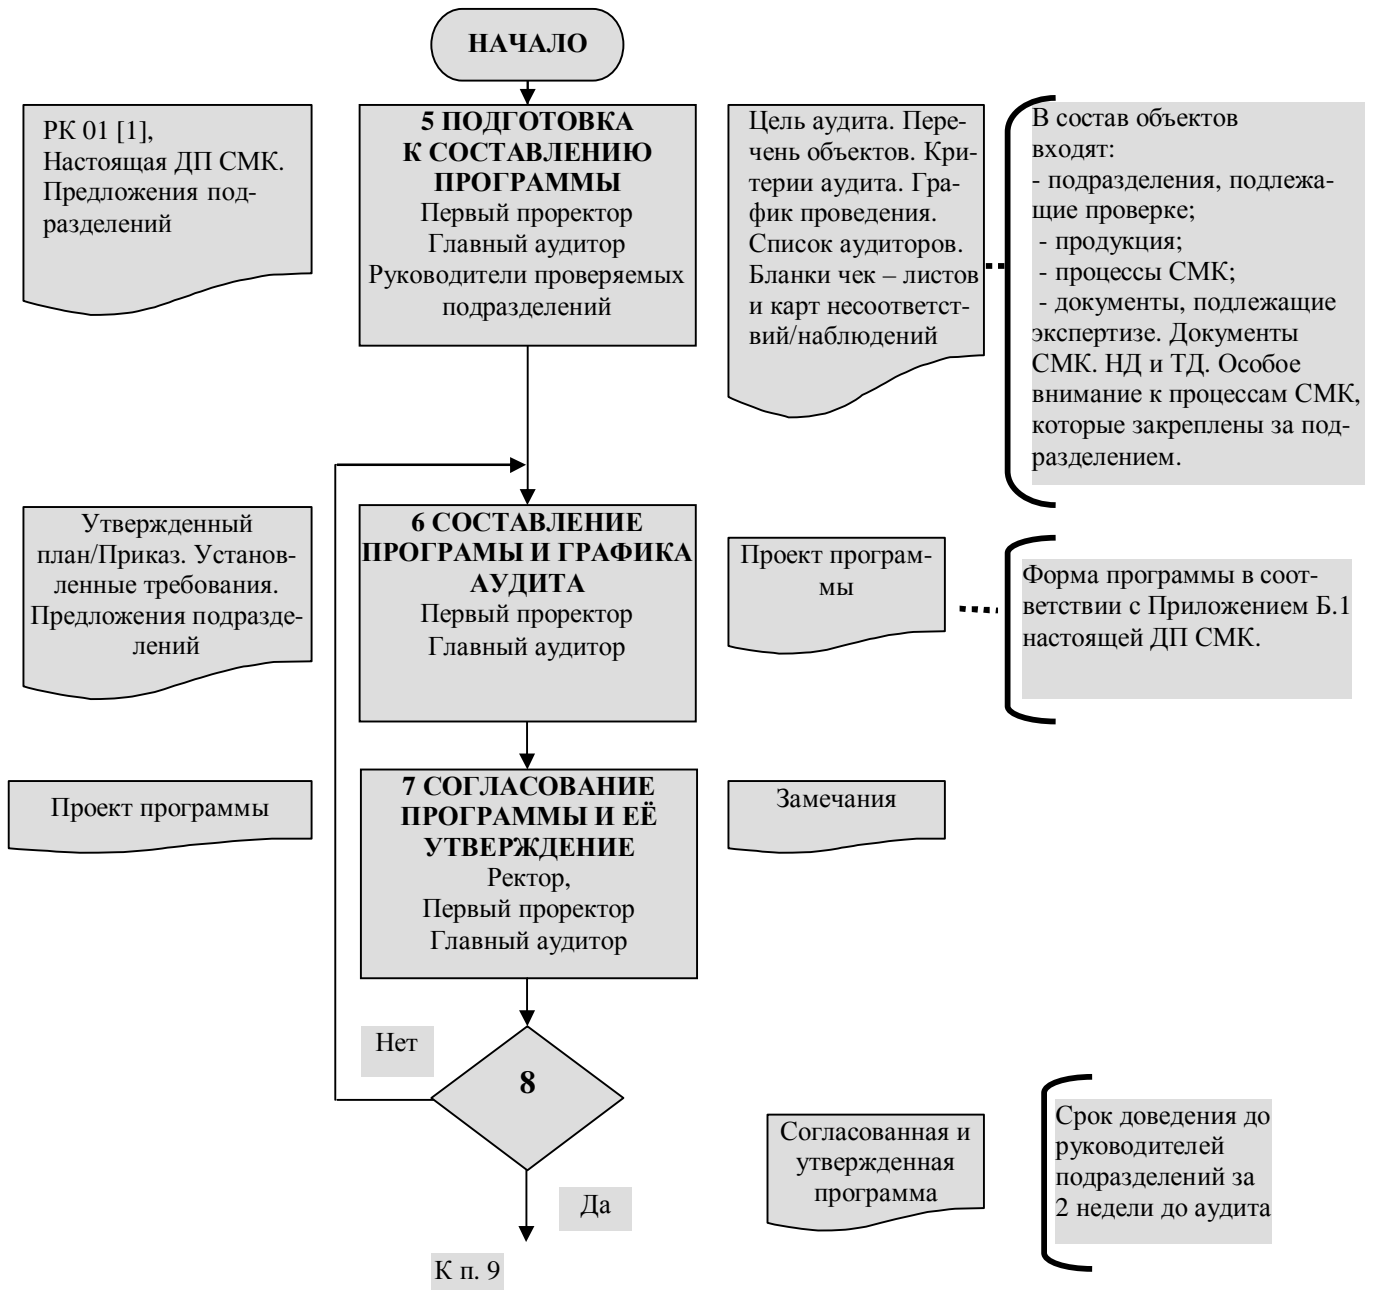 НАЧАЛО
РК 01 [1],
Настоящая ДП СМК.
Предложения под-
разделений
5 ПОДГОТОВКА
К СОСТАВЛЕНИЮ
ПРОГРАММЫ
Первый проректор
Главный аудитор
Руководители проверяемых
подразделений
Цель аудита. Пере-
чень объектов. Кри-
терии аудита. Гра-
фик проведения.
Список аудиторов.
Бланки чек – листов
и карт несоответст-
вий/наблюдений
В состав объектов
входят:
- подразделения, подлежа-
щие проверке;
- продукция;
- процессы СМК;
- документы, подлежащие
экспертизе. Документы
СМК. НД и ТД. Особое
внимание к процессам СМК,
которые закреплены за под-
разделением.
Утвержденный
план/Приказ. Установ-
ленные требования.
Предложения подразде-
лений
6 СОСТАВЛЕНИЕ
ПРОГРАМЫ И ГРАФИКА
АУДИТА
Первый проректор
Главный аудитор
Проект програм-
мы
Форма программы в соот-
ветствии с Приложением Б.1
настоящей ДП СМК.
Проект программы
7 СОГЛАСОВАНИЕ
ПРОГРАММЫ И ЕЁ
УТВЕРЖДЕНИЕ
Ректор,
Первый проректор
Главный аудитор
Замечания
Нет
8
Согласованная и
утвержденная
программа
Срок доведения до
руководителей
подразделений за
2 недели до аудита
Да
К п. 9